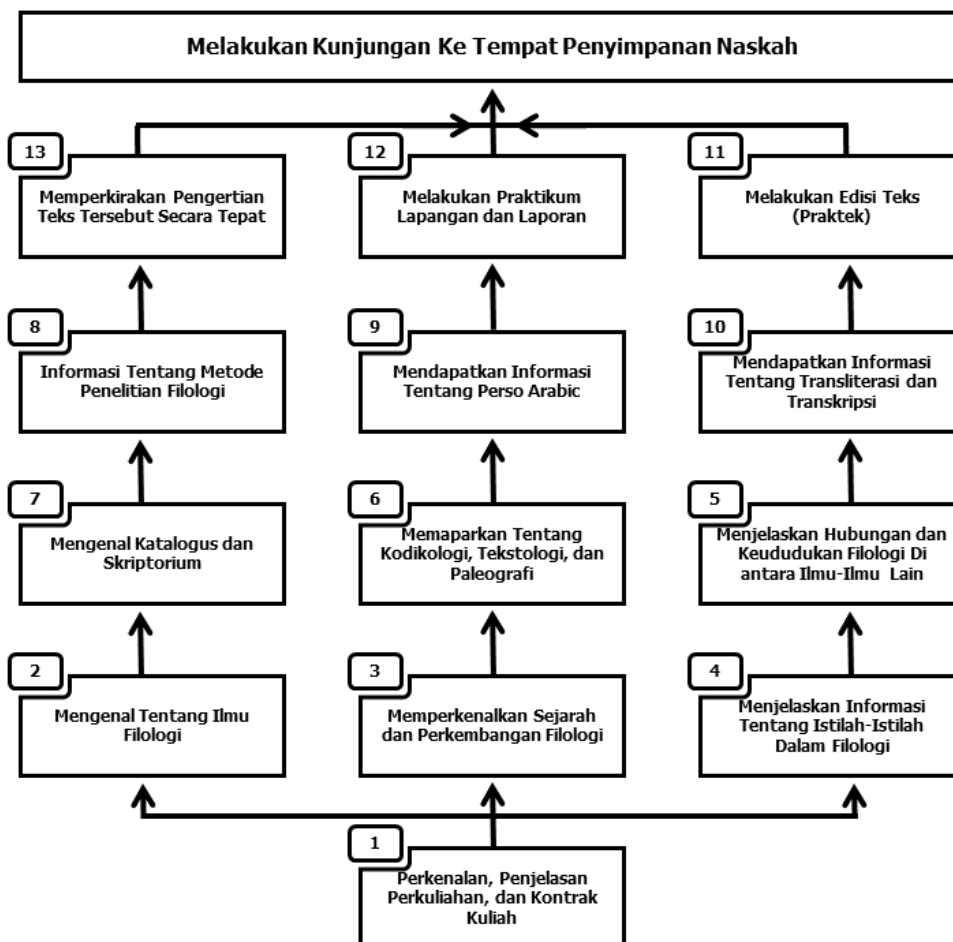 Melakukan Kunjungan Ke Tempat Penyimpanan Naskah
13
Memperkirakan Pengertian
Teks Tersebut Secara Tepat
12
Melakukan Praktikum
Lapangan dan Laporan
11
Melakukan Edisi Teks
(Praktek)
8
Informasi Tentang Metode
Penelitian Filologi
9
Mendapatkan Informasi
Tentang Perso Arabic
10
Mendapatkan Informasi
Tentang Transliterasi dan
Transkripsi
7
Mengenal Katalogus dan
Skriptorium
6
Memaparkan Tentang
Kodikologi, Tekstologi, dan
Paleografi
5
Menjelaskan Hubungan dan
Keududukan Filologi Di
antara Ilmu-Ilmu Lain
2
Mengenal Tentang Ilmu
Filologi
3
Memperkenalkan Sejarah
dan Perkembangan Filologi
4
Menjelaskan Informasi
Tentang Istilah-Istilah
Dalam Filologi
1
Perkenalan, Penjelasan
Perkuliahan, dan Kontrak
Kuliah